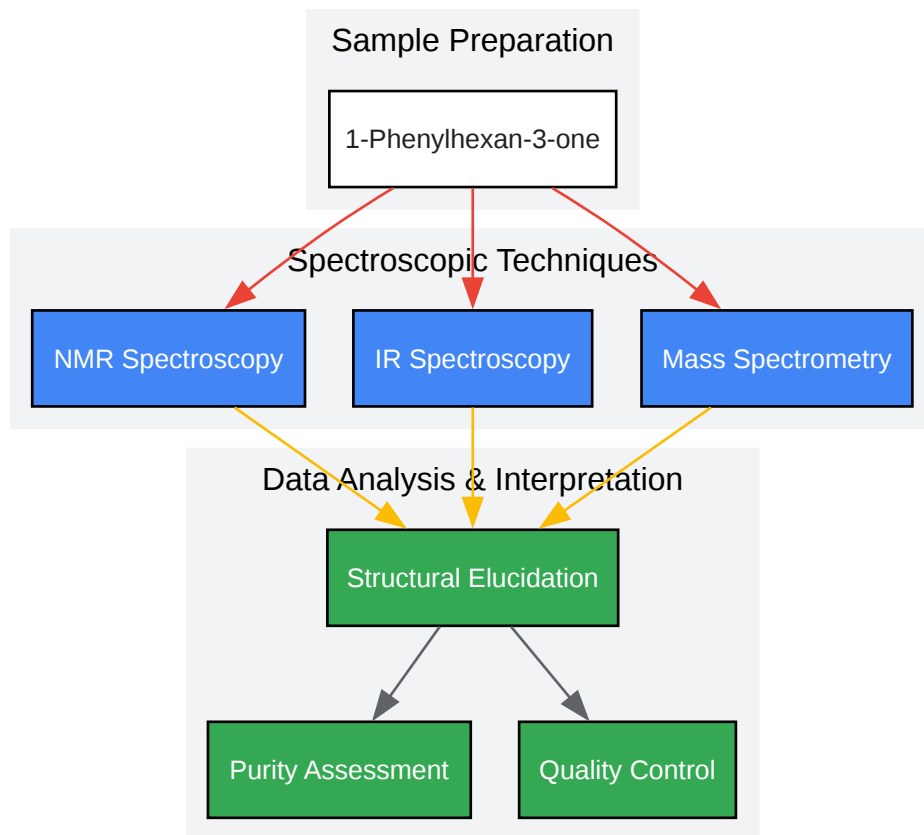 Sample Preparation
1-Phenylhexan-3-one
Spectroscopic Techniques
NMR Spectroscopy
IR Spectroscopy
Mass Spectrometry
Data Analysis & Interpretation
Structural Elucidation
Purity Assessment
Quality Control